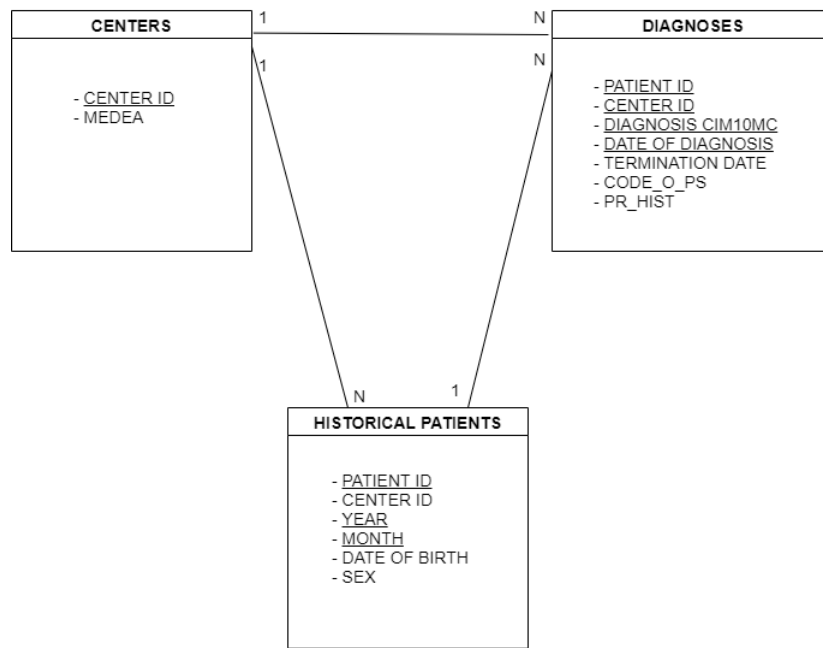 CENTERS
- CENTER ID
- MEDEA
1
N
1
N
DIAGNOSES
- PATIENT ID
- CENTER ID
- DIAGNOSIS CIM10MC
- DATE OF DIAGNOSIS
- TERMINATION DATE
- CODE_O_PS
- PR_HIST
N
1
HISTORICAL PATIENTS
- PATIENT ID
- CENTER ID
- YEAR
- MONTH
- DATE OF BIRTH
- SEX